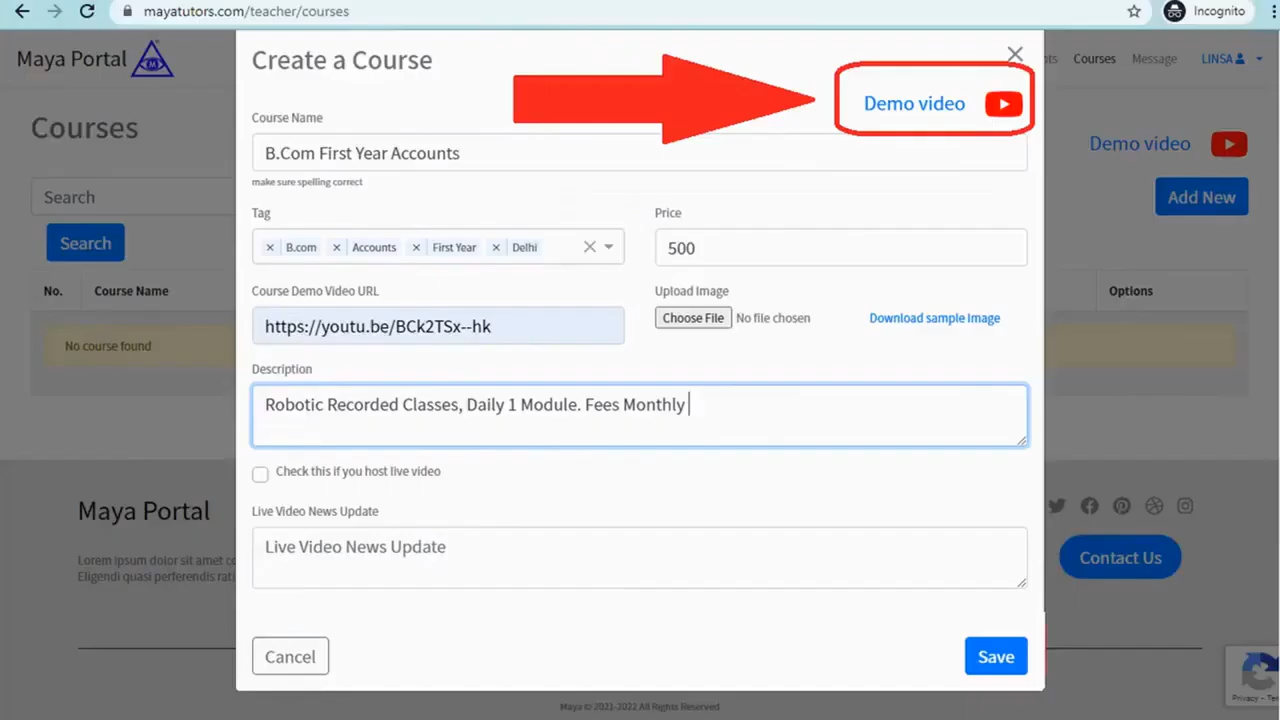 mayatutors.com/teacher/courses
Incognito
Maya Portal
Courses
Message
LINSA
Create a Course
Demo video
Courses
Course Name
B.Com First Year Accounts
make sure spelling correct
Demo video
Search
Add New
Search
Tag
Price
× B.com × Accounts × First Year × Delhi
500
No.
Course Name
Options
Course Demo Video URL
Upload Image
https://youtu.be/BCk2TSx--hk
Choose File No file chosen
Download sample Image
No course found
Description
Robotic Recorded Classes, Daily 1 Module. Fees Monthly
Check this if you host live video
Live Video News Update
Live Video News Update
Maya Portal
Lorem ipsum dolor sit amet
Eligendi quasi perferendis
Contact Us
Cancel
Save
Maya © 2021-2022 All Rights Reserved